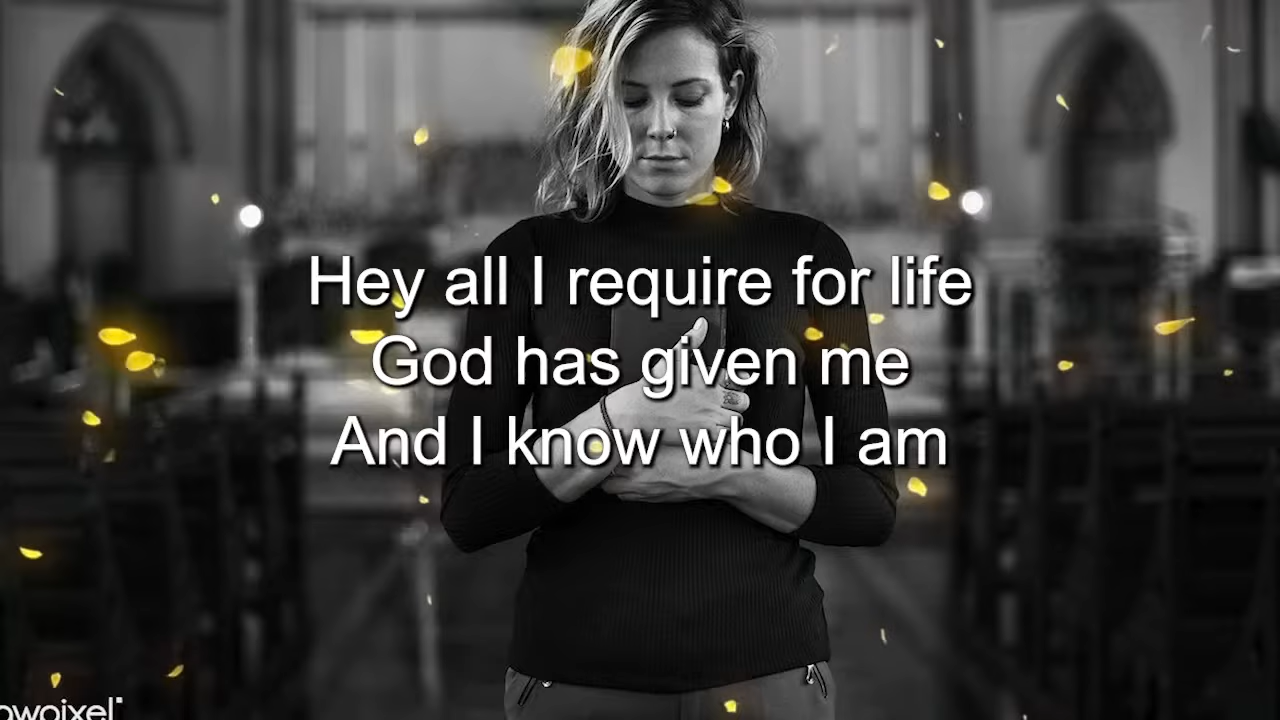 Hey all I require for life
God has given me
And I know who I am